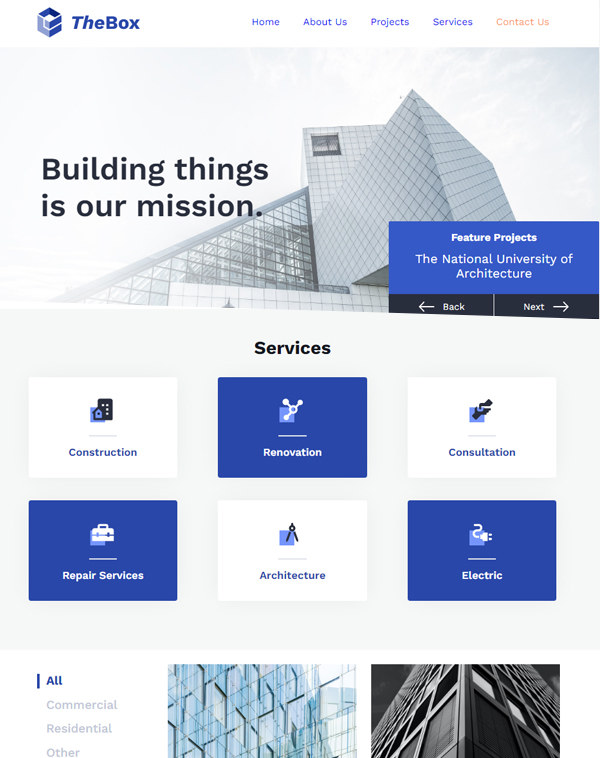 TheBox
Home
About Us
Projects
Services
Contact Us
Building things
is our mission.
Feature Projects
The National University of
Architecture
Back
Next
Services
Construction
Renovation
Consultation
Repair Services
Architecture
Electric
All
Commercial
Residential
Other